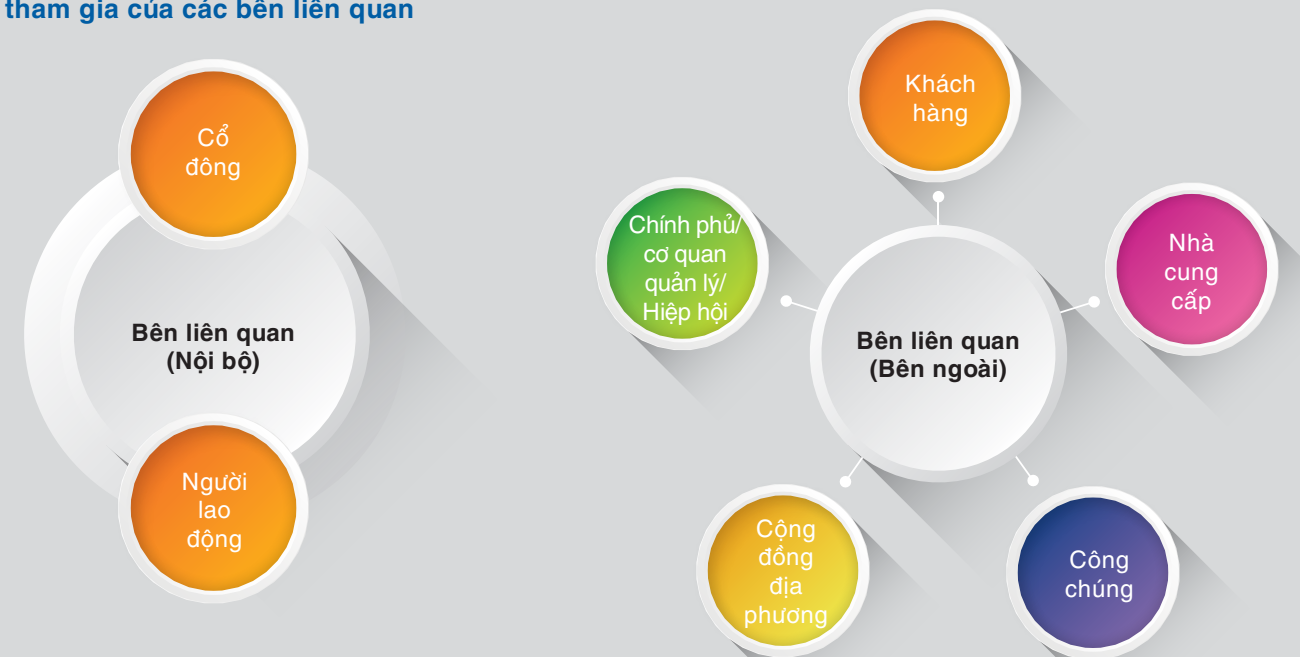 tham gia của các bên liên quan
Cổ
đông
Bên liên quan
(Nội bộ)
Người
lao
động
Khách
hàng
Chính phủ/
cơ quan
quản lý/
Hiệp hội
Nhà
cung
cấp
Bên liên quan
(Bên ngoài)
Cộng
đồng
địa
phương
Công
chúng